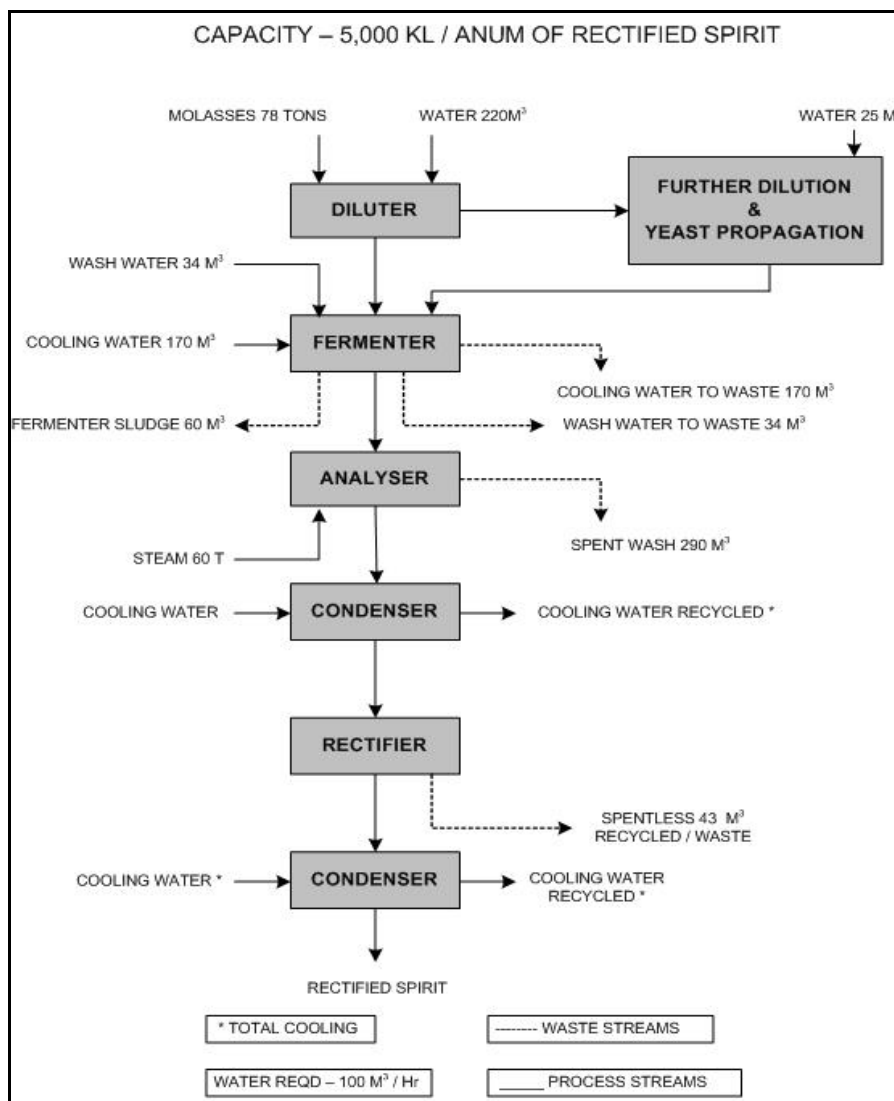 CAPACITY – 5,000 KL / ANUM OF RECTIFIED SPIRIT
MOLASSES 78 TONS
WATER 220M³
WATER 25 M
DILUTER
FURTHER DILUTION
&
YEAST PROPAGATION
WASH WATER 34 M³
COOLING WATER 170 M³
FERMENTER
COOLING WATER TO WASTE 170 M³
FERMENTER SLUDGE 60 M³
WASH WATER TO WASTE 34 M³
ANALYSER
SPENT WASH 290 M³
STEAM 60 T
COOLING WATER
CONDENSER
COOLING WATER RECYCLED *
RECTIFIER
SPENTLESS 43 M³
RECYCLED / WASTE
COOLING WATER *
CONDENSER
COOLING WATER
RECYCLED *
RECTIFIED SPIRIT
* TOTAL COOLING
-------- WASTE STREAMS
WATER REQD – 100 M³ / Hr
_____ PROCESS STREAMS